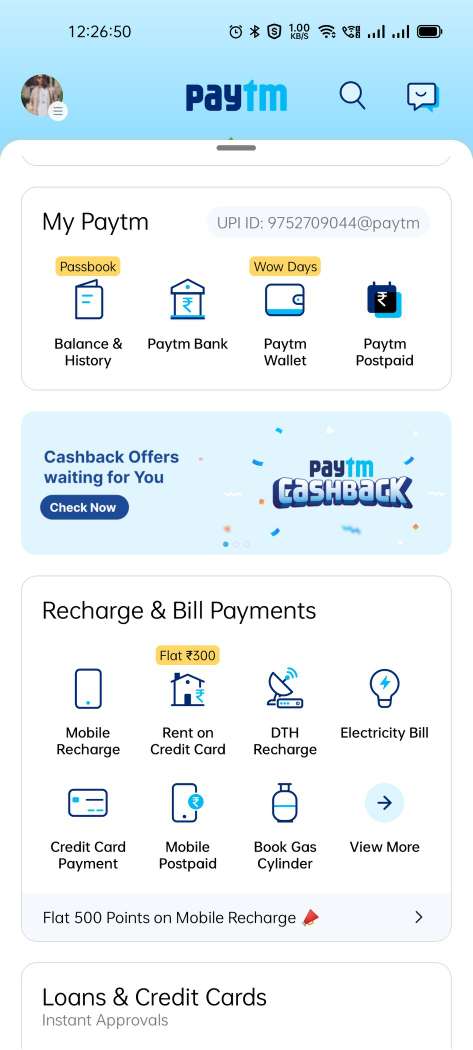 12:26:50
1.00
KB/S
paytm
My Paytm
UPI ID: 9752709044@paytm
Passbook
Wow Days
Balance & History
Paytm Bank
Paytm Wallet
Paytm Postpaid
Cashback Offers
waiting for You
Check Now
paytm
CASHBACK
Recharge & Bill Payments
Flat ₹300
Mobile Recharge
Rent on Credit Card
DTH Recharge
Electricity Bill
Credit Card Payment
Mobile Postpaid
Book Gas Cylinder
View More
Flat 500 Points on Mobile Recharge
Loans & Credit Cards
Instant Approvals